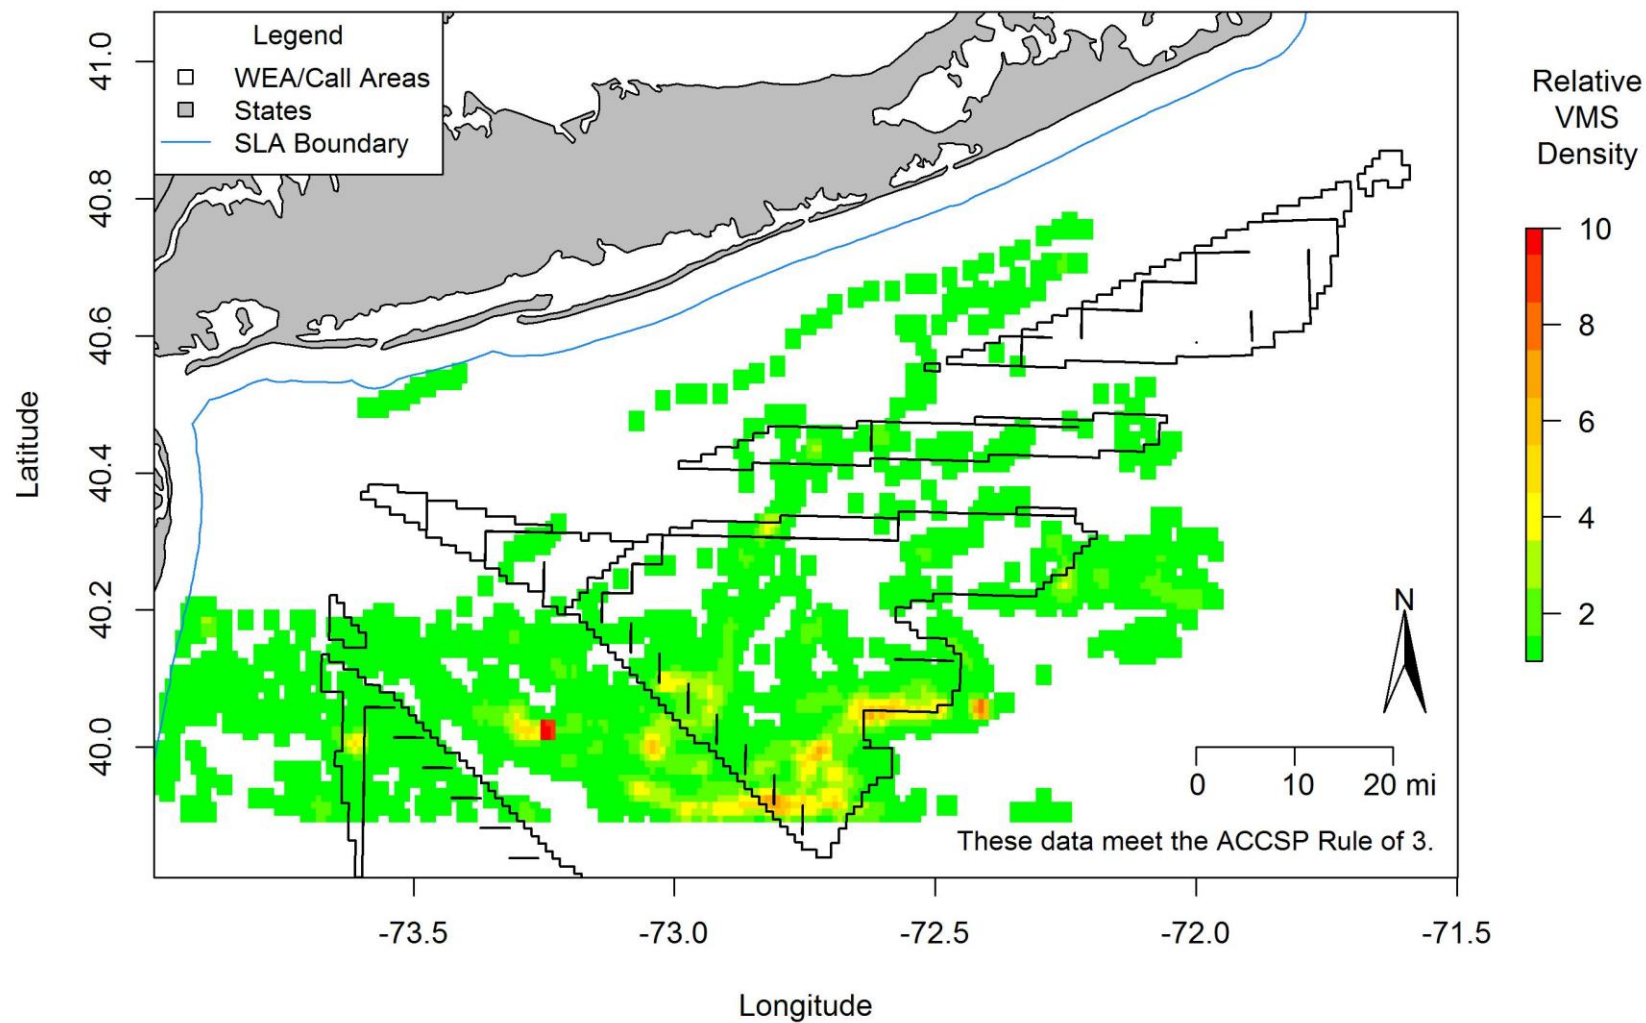 Legend
WEA/Call Areas
States
SLA Boundary
Relative
VMS
Density
10
8
6
4
2
41.0
40.8
40.6
40.4
40.2
40.0
Latitude
N
0 10 20 mi
These data meet the ACCSP Rule of 3.
-73.5 -73.0 -72.5 -72.0 -71.5
Longitude